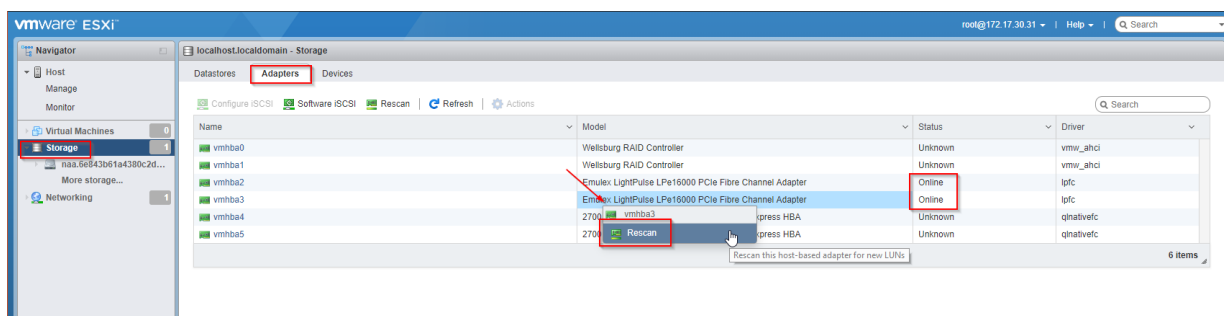 vmware ESXi™
root@172.17.30.31 | Help | Search
Navigator
localhost.localdomain - Storage
Host
Manage
Monitor
Virtual Machines 0
Storage 1
naa.6e843b61a4380c2d...
More storage...
Networking 1
Datastores Adapters Devices
Configure iSCSI Software iSCSI Rescan | Refresh | Actions
Search
Name Model Status Driver
vmhba0 Wellsburg RAID Controller Unknown vmw_ahci
vmhba1 Wellsburg RAID Controller Unknown vmw_ahci
vmhba2 Emulex LightPulse LPe16000 PCIe Fibre Channel Adapter Online lpfc
vmhba3 Emulex LightPulse LPe16000 PCIe Fibre Channel Adapter Online lpfc
vmhba4 2700 xpress HBA Unknown qlnativefc
vmhba5 2700 xpress HBA Unknown qlnativefc
vmhba3
Rescan
Rescan this host-based adapter for new LUNs
6 items